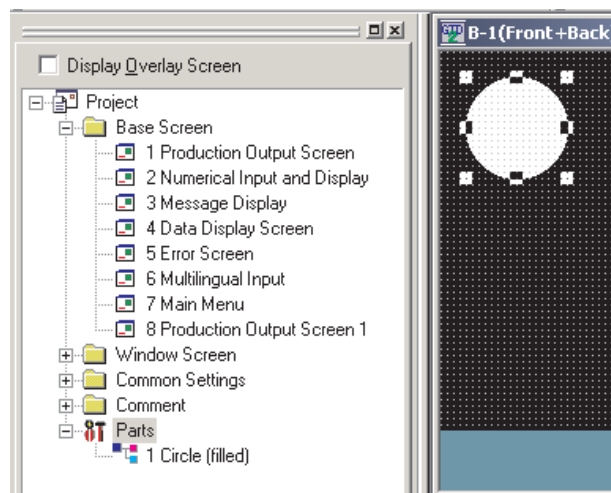 B-1(Front+Back
Display Overlay Screen
Project
Base Screen
1 Production Output Screen
2 Numerical Input and Display
3 Message Display
4 Data Display Screen
5 Error Screen
6 Multilingual Input
7 Main Menu
8 Production Output Screen 1
Window Screen
Common Settings
Comment
Parts
1 Circle (filled)